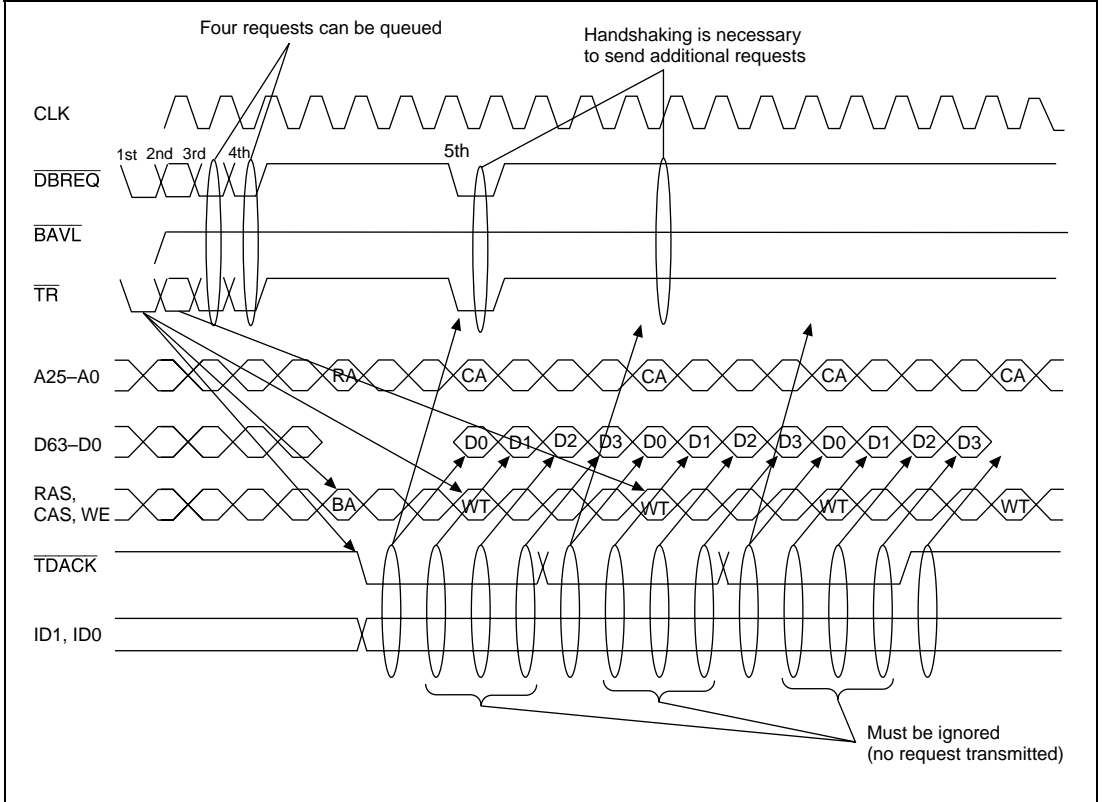 Four requests can be queued
Handshaking is necessary
to send additional requests
CLK
1st 2nd 3rd 4th 5th
DBREQ
BAVL
TR
A25–A0 RA CA CA CA CA
D63–D0 D0 D1 D2 D3 D0 D1 D2 D3 D0 D1 D2 D3
RAS,
CAS, WE BA WT WT WT WT
TDACK
ID1, ID0
Must be ignored
(no request transmitted)